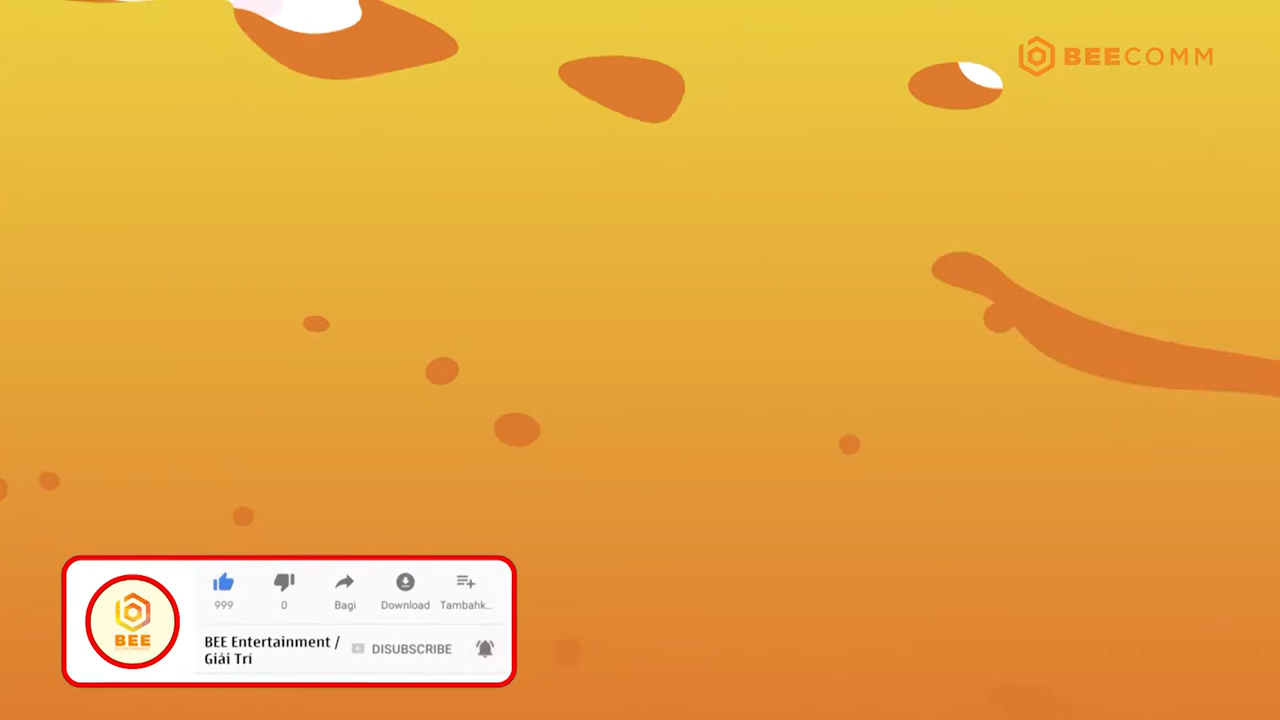 BEECOMM
999
0
Bagi
Download
Tambahk...
BEE Entertainment /
Giải Trí
DISUBSCRIBE
BEE